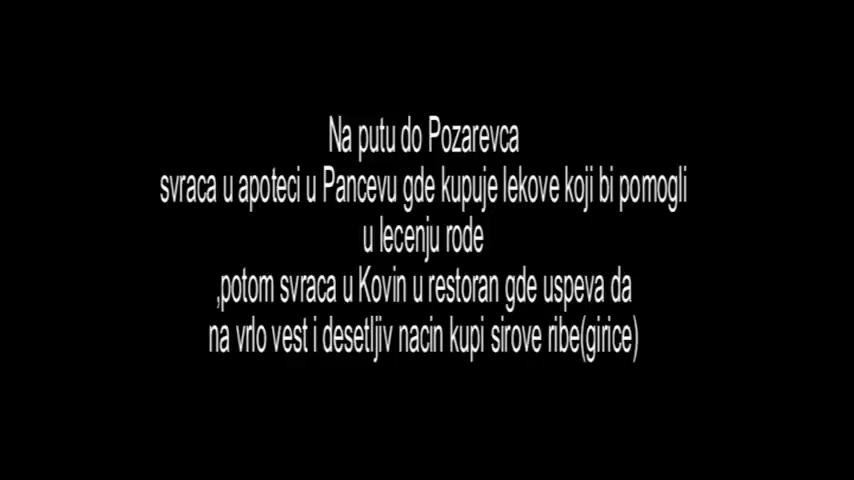 Na putu do Pozarevca
svraca u apoteci u Pancevu gde kupuje lekove koji bi pomogli
u lecenju rode
,potom svraca u Kovin u restoran gde uspeva da
na vrlo vest i desetljiv nacin kupi sirove ribe(girice)